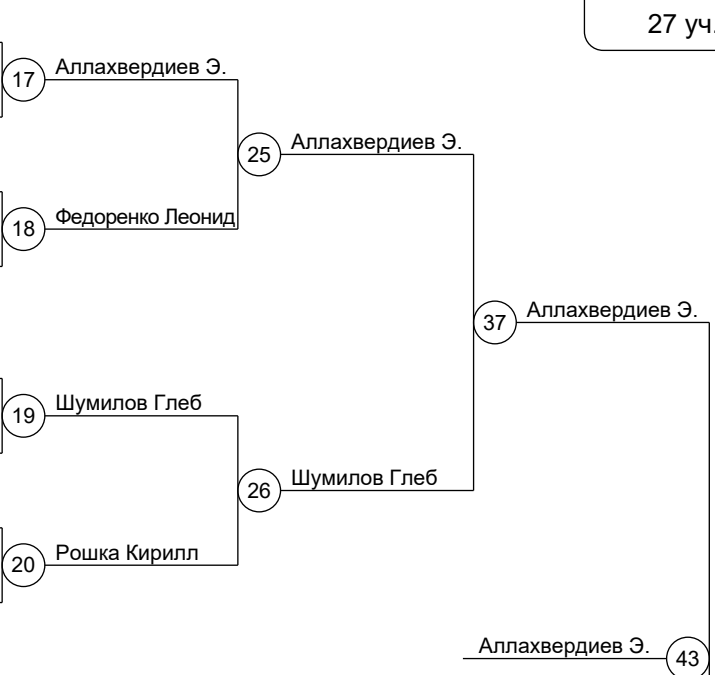 27 уч.
17 Аллахвердиев Э.
25 Аллахвердиев Э.
18 Федоренко Леонид
37 Аллахвердиев Э.
19 Шумилов Глеб
26 Шумилов Глеб
20 Рошка Кирилл
Аллахвердиев Э. 43